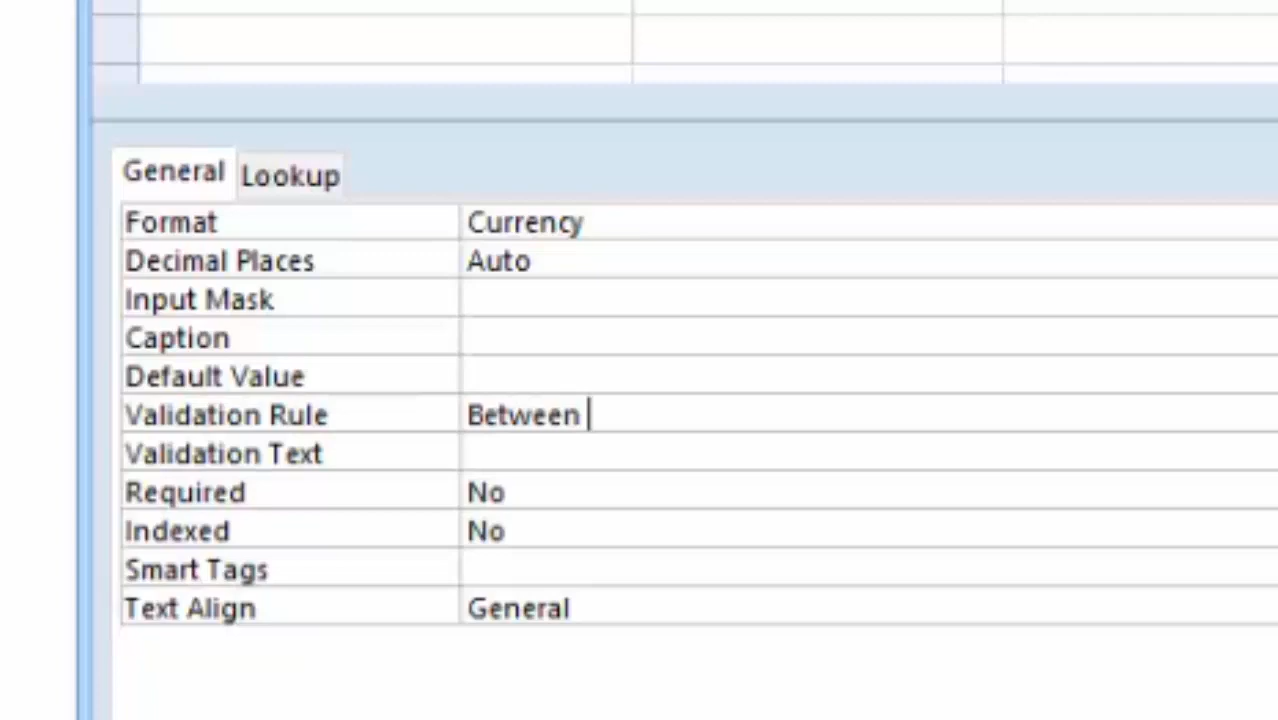 General Lookup
Format Currency
Decimal Places Auto
Input Mask
Caption
Default Value
Validation Rule Between
Validation Text
Required No
Indexed No
Smart Tags
Text Align General